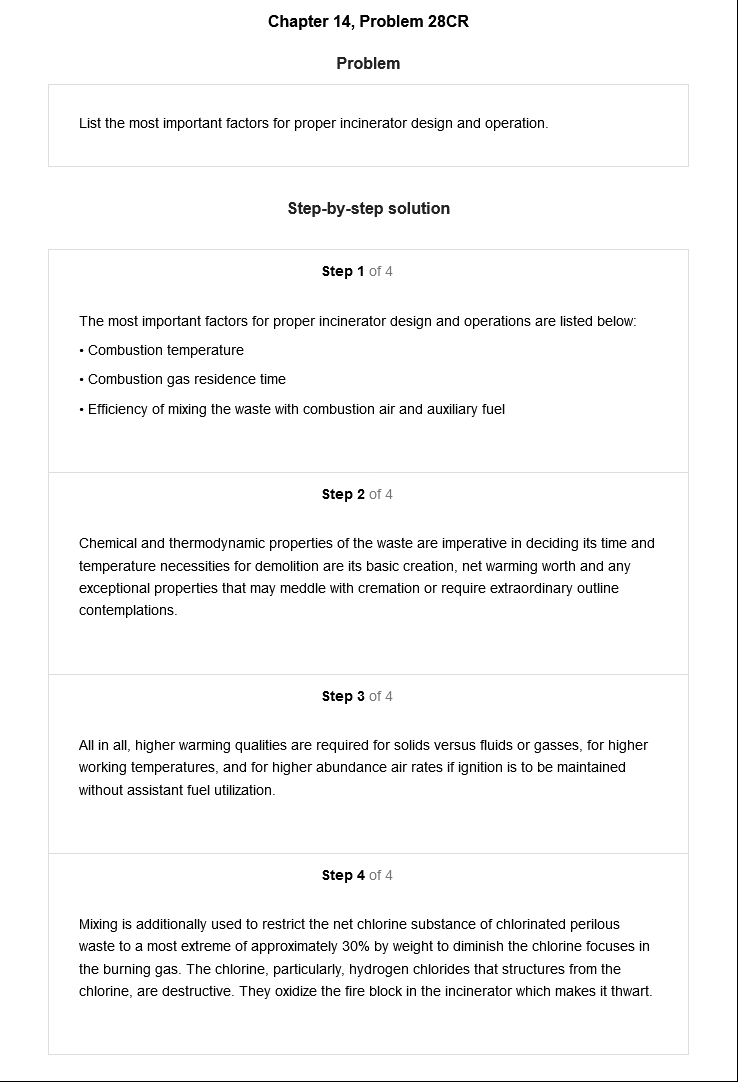 Chapter 14, Problem 28CR
Problem
List the most important factors for proper incinerator design and operation.
Step-by-step solution
Step 1 of 4
The most important factors for proper incinerator design and operations are listed below:
• Combustion temperature
• Combustion gas residence time
• Efficiency of mixing the waste with combustion air and auxiliary fuel
Step 2 of 4
Chemical and thermodynamic properties of the waste are imperative in deciding its time and
temperature necessities for demolition are its basic creation, net warming worth and any
exceptional properties that may meddle with cremation or require extraordinary outline
contemplations.
Step 3 of 4
All in all, higher warming qualities are required for solids versus fluids or gasses, for higher
working temperatures, and for higher abundance air rates if ignition is to be maintained
without assistant fuel utilization.
Step 4 of 4
Mixing is additionally used to restrict the net chlorine substance of chlorinated perilous
waste to a most extreme of approximately 30% by weight to diminish the chlorine focuses in
the burning gas. The chlorine, particularly, hydrogen chlorides that structures from the
chlorine, are destructive. They oxidize the fire block in the incinerator which makes it thwart.